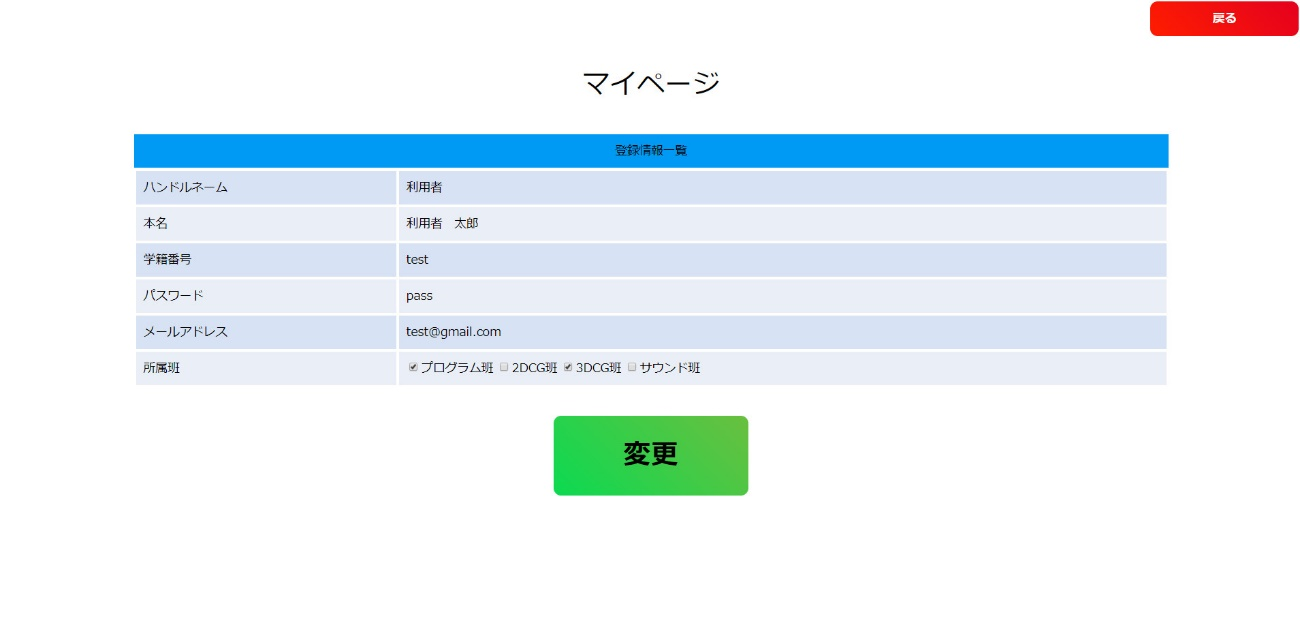 戻る
マイページ
登録情報一覧
ハンドルネーム 利用者
本名 利用者　太郎
学籍番号 test
パスワード pass
メールアドレス test@gmail.com
所属班 プログラム班 2DCG班 3DCG班 サウンド班
変更